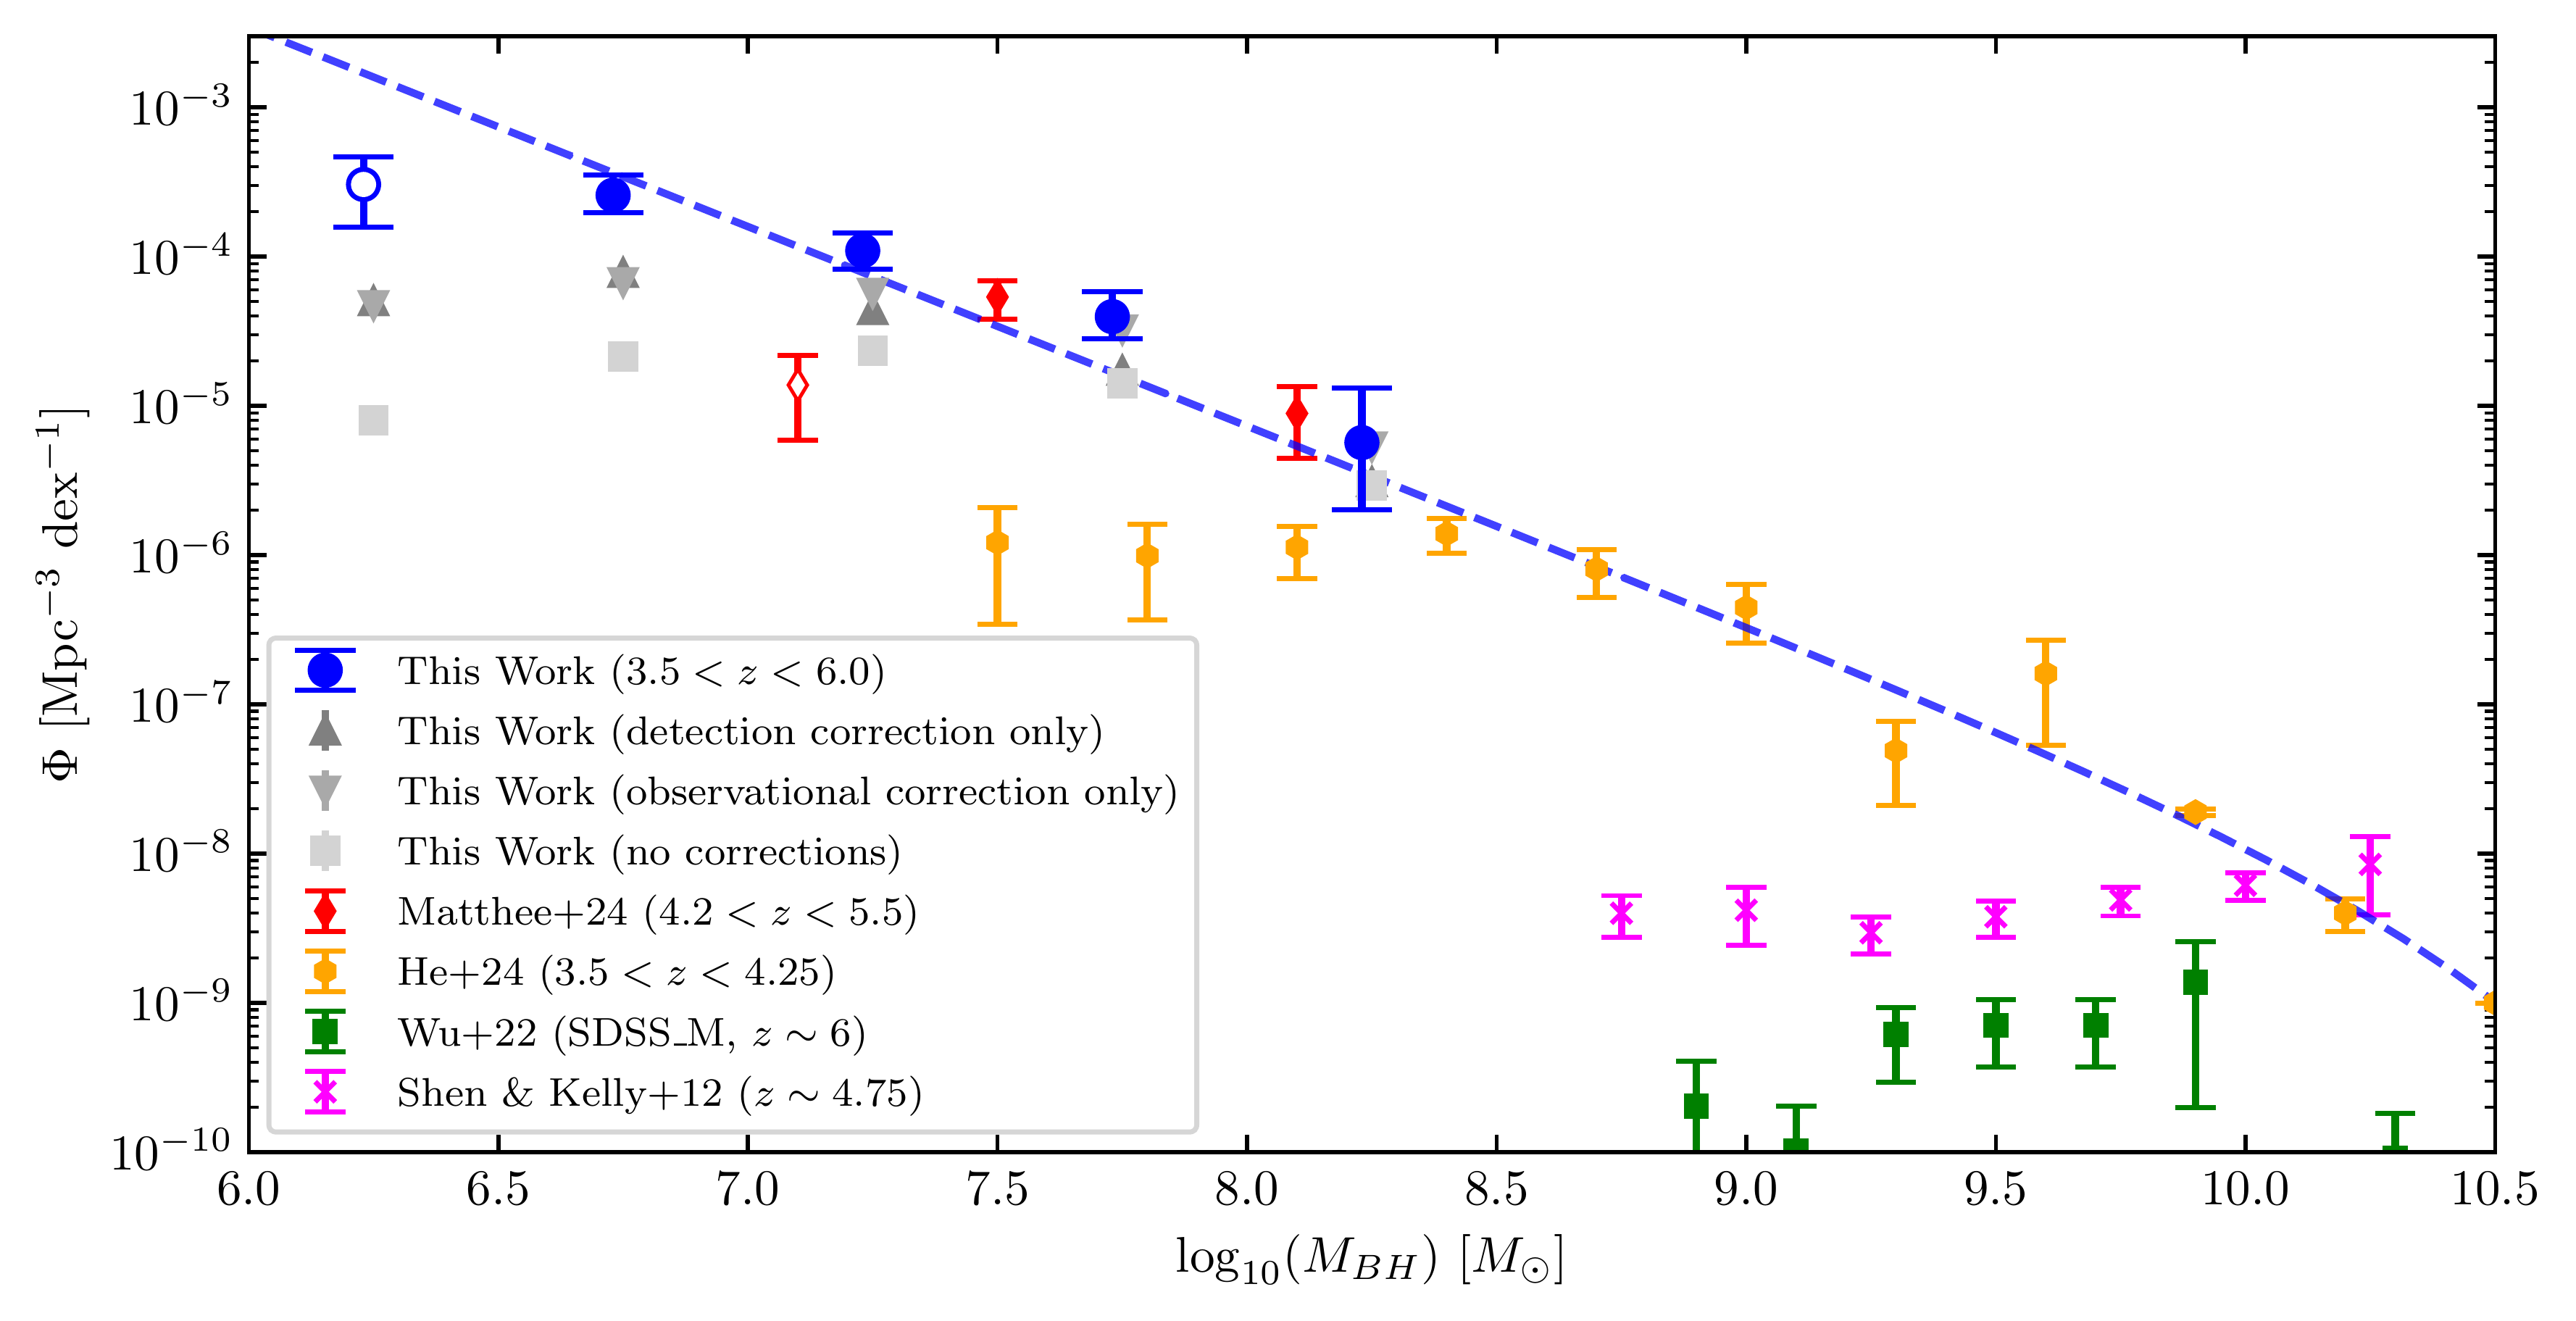 10⁻³
10⁻⁴
10⁻⁵
10⁻⁶
10⁻⁷
10⁻⁸
10⁻⁹
10⁻¹⁰
Φ [Mpc⁻³ dex⁻¹]
This Work (3.5 < z < 6.0)
This Work (detection correction only)
This Work (observational correction only)
This Work (no corrections)
Matthee+24 (4.2 < z < 5.5)
He+24 (3.5 < z < 4.25)
Wu+22 (SDSS_M, z ∼ 6)
Shen & Kelly+12 (z ∼ 4.75)
6.0 6.5 7.0 7.5 8.0 8.5 9.0 9.5 10.0 10.5
log₁₀(M_BH) [M_⊙]